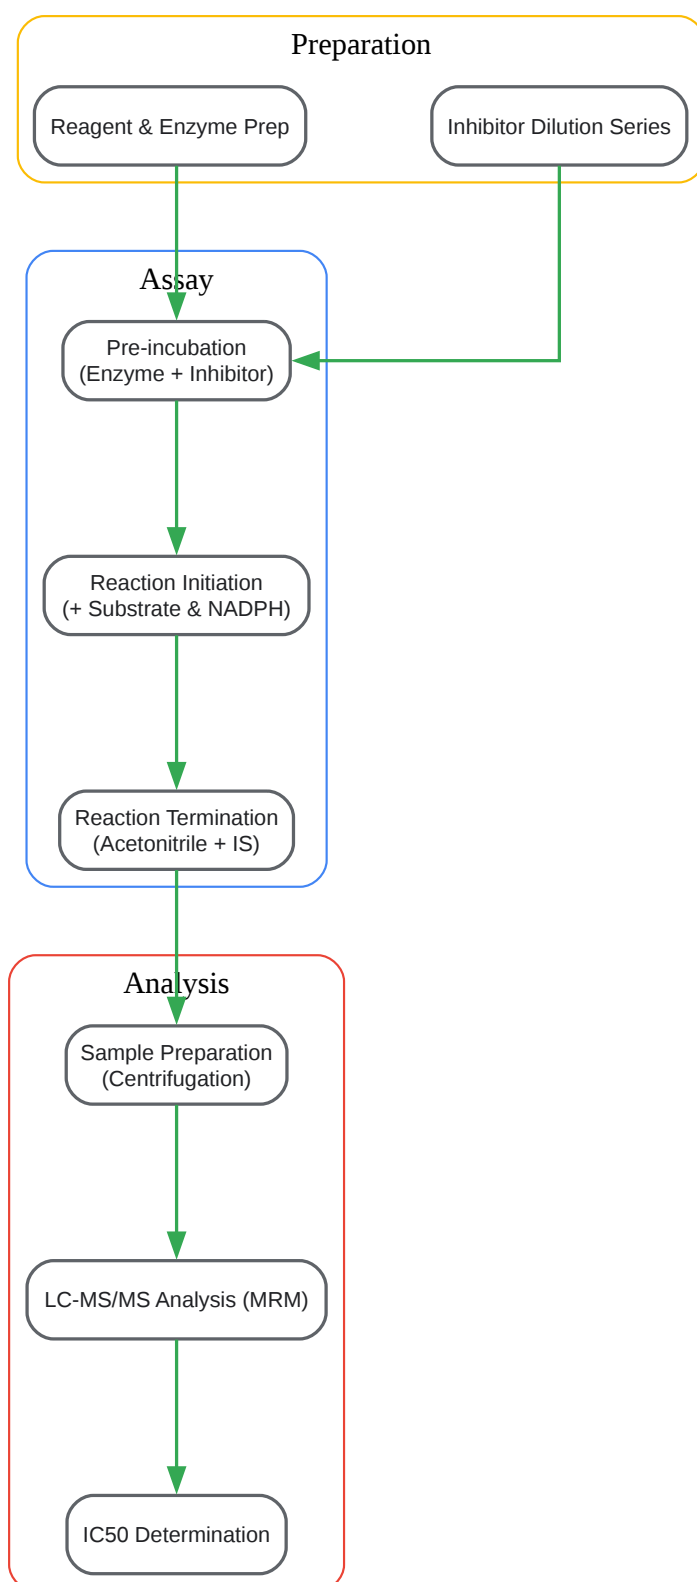 Preparation
Reagent & Enzyme Prep
Inhibitor Dilution Series
Assay
Pre-incubation
(Enzyme + Inhibitor)
Reaction Initiation
(+ Substrate & NADPH)
Reaction Termination
(Acetonitrile + IS)
Analysis
Sample Preparation
(Centrifugation)
LC-MS/MS Analysis (MRM)
IC50 Determination